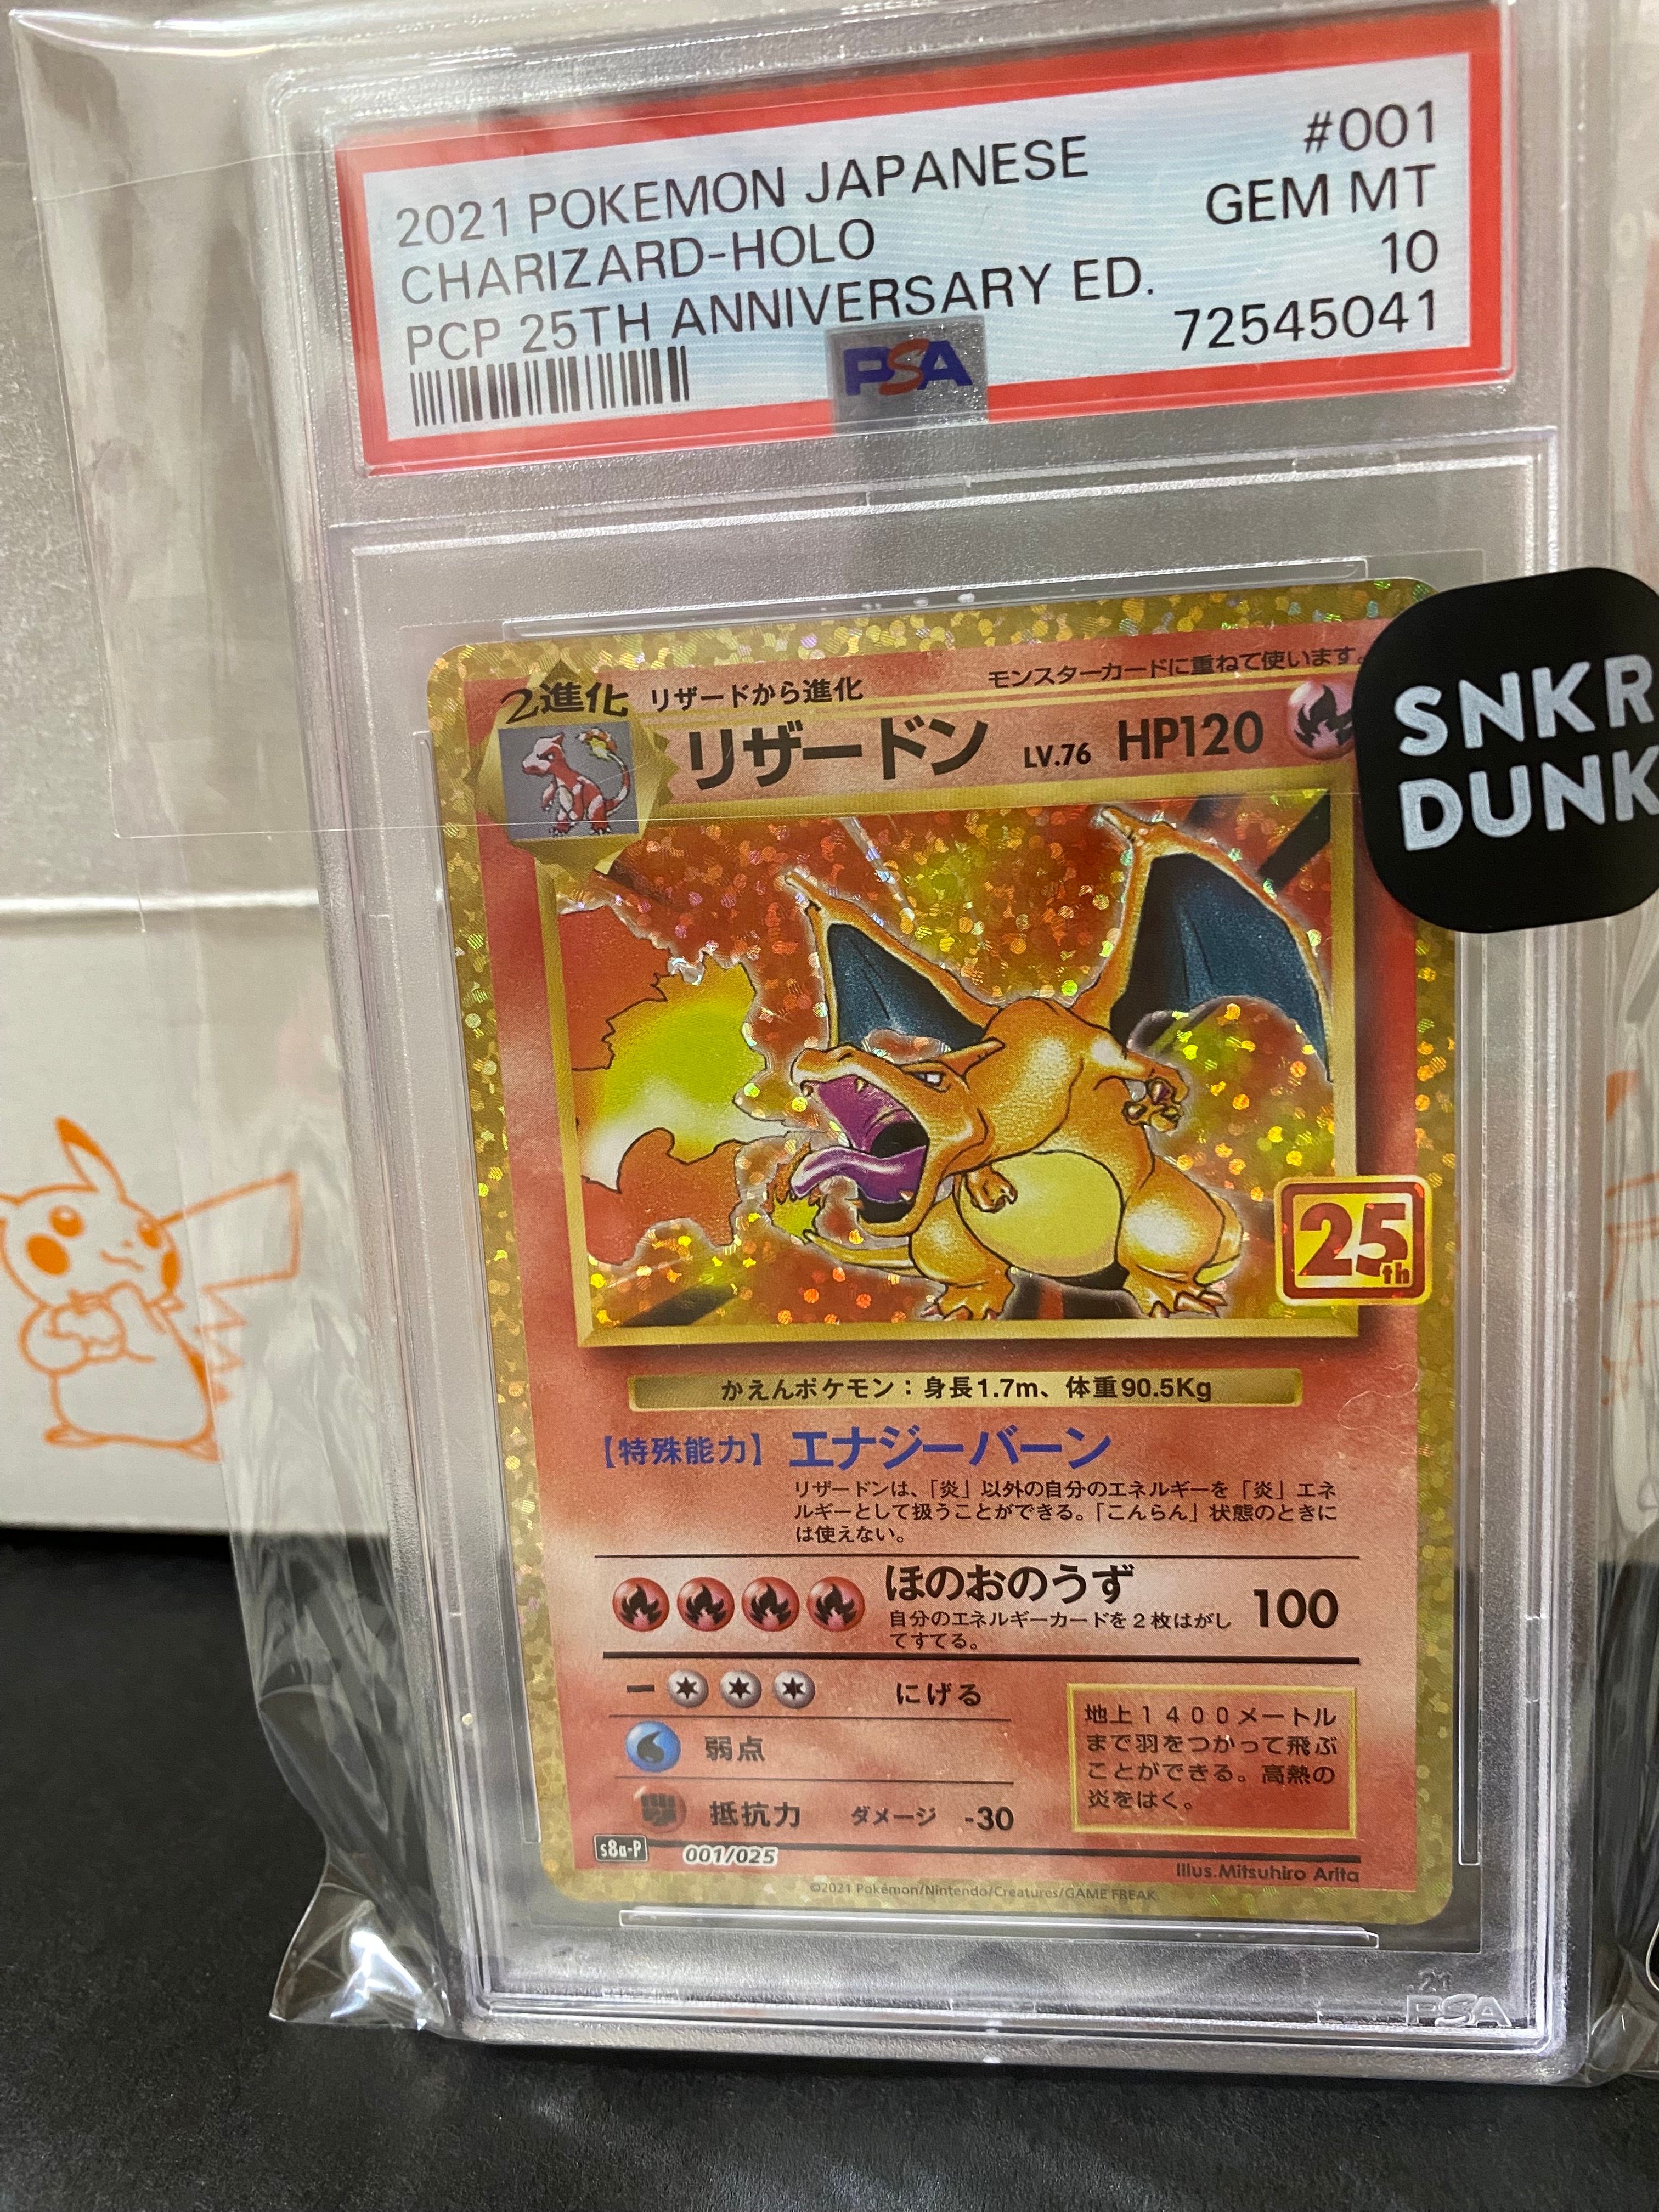 2021 POKEMON JAPANESE #001
CHARIZARD-HOLO GEM MT
PCP 25TH ANNIVERSARY ED. 10
PSA 72545041
SNKR
DUNK
モンスターカードに重ねて使います。
2進化 リザードから進化
リザードン LV.76 HP120
25th
かえんポケモン：身長1.7m、体重90.5Kg
【特殊能力】 エナジーバーン
リザードンは、「炎」以外の自分のエネルギーを「炎」エネ
ルギーとして扱うことができる。「こんらん」状態のときに
は使えない。
ほのおのうず 100
自分のエネルギーカードを2枚はがし
てすてる。
ー にげる
弱点
抵抗力 ダメージ -30
地上1400メートル
まで羽をつかって飛ぶ
ことができる。高熱の
炎をはく。
s8a-P 001/025
Illus.Mitsuhiro Arita
©2021 Pokémon/Nintendo/Creatures/GAME FREAK
21
PSA